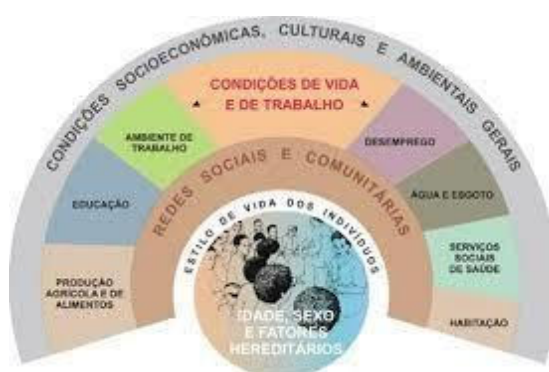 CONDIÇÕES SOCIOECONÔMICAS, CULTURAIS E AMBIENTAIS GERAIS
CONDIÇÕES DE VIDA
E DE TRABALHO
AMBIENTE DE
TRABALHO
DESEMPREGO
EDUCAÇÃO
ÁGUA E ESGOTO
PRODUÇÃO
AGRÍCOLA E DE
ALIMENTOS
SERVIÇOS
SOCIAIS
DE SAÚDE
HABITAÇÃO
REDES SOCIAIS E COMUNITÁRIAS
ESTILO DE VIDA DOS INDIVÍDUOS
IDADE, SEXO
E FATORES
HEREDITÁRIOS